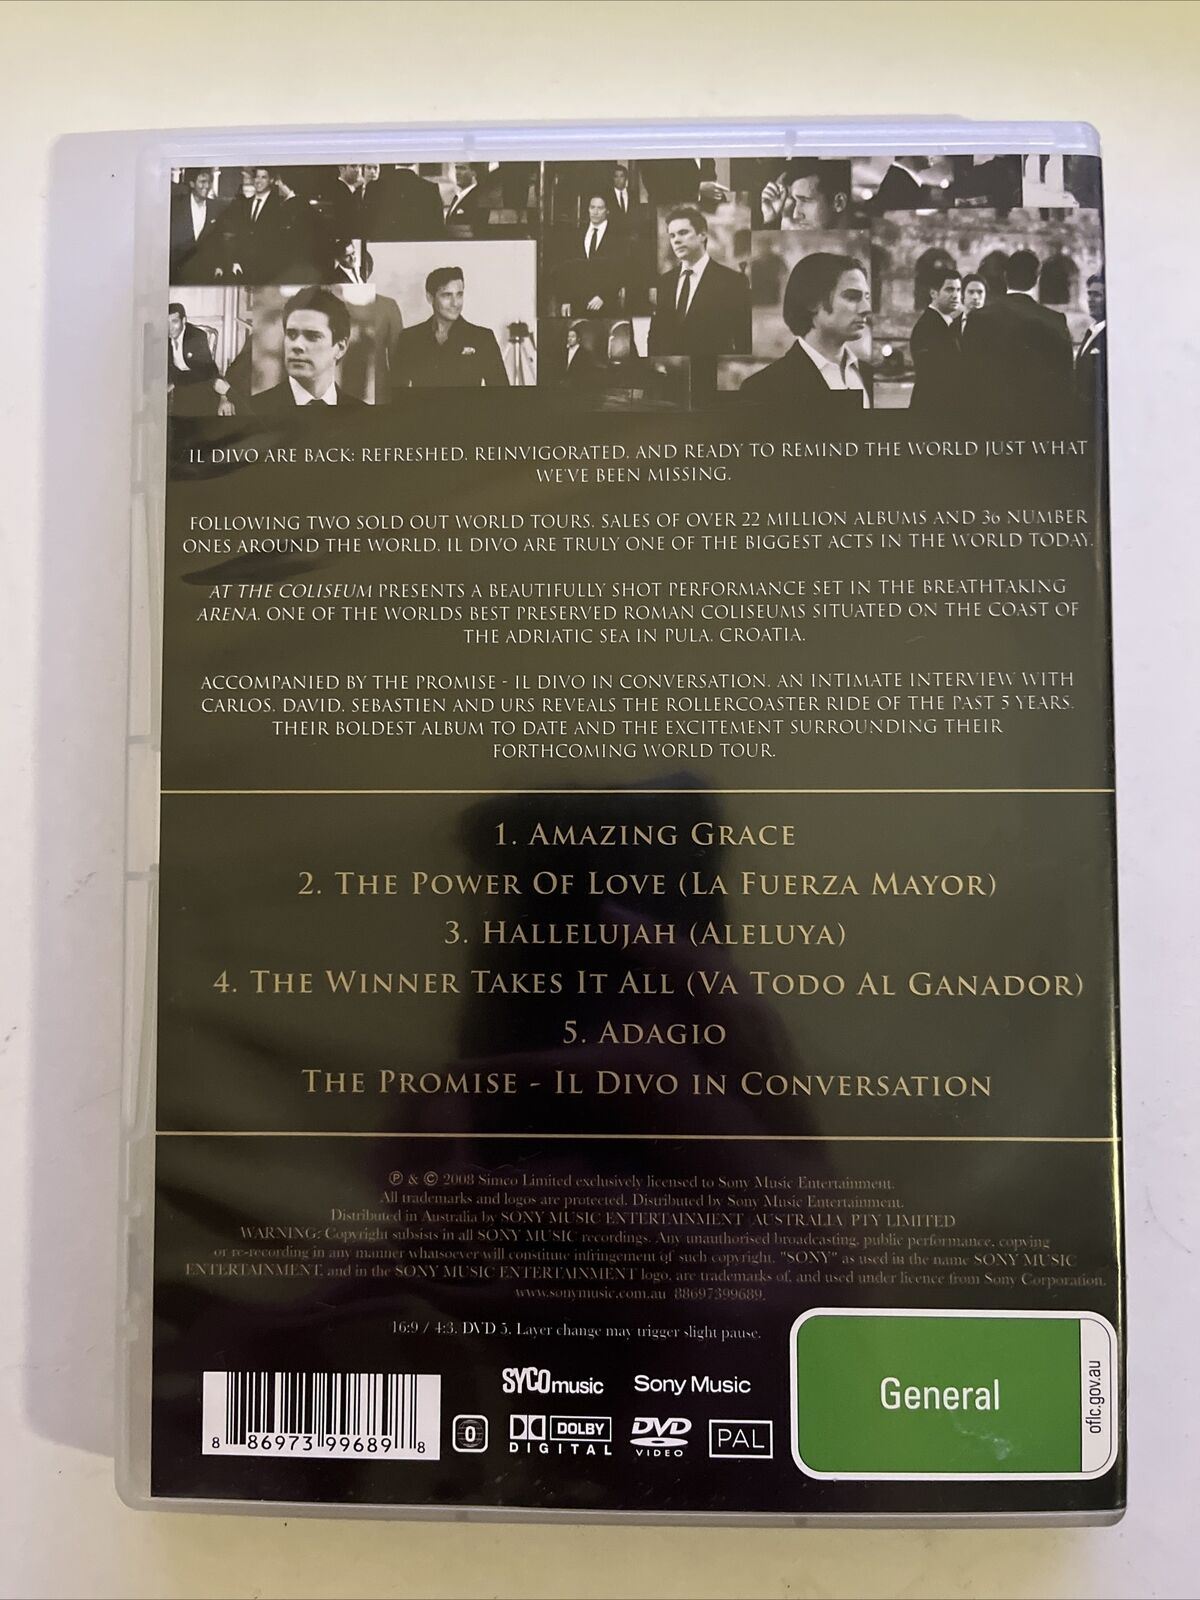 IL DIVO ARE BACK: REFRESHED, REINVIGORATED, AND READY TO REMIND THE WORLD JUST WHAT
WE'VE BEEN MISSING.
FOLLOWING TWO SOLD OUT WORLD TOURS, SALES OF OVER 22 MILLION ALBUMS AND 36 NUMBER
ONES AROUND THE WORLD, IL DIVO ARE TRULY ONE OF THE BIGGEST ACTS IN THE WORLD TODAY.
AT THE COLISEUM PRESENTS A BEAUTIFULLY SHOT PERFORMANCE SET IN THE BREATHTAKING
ARENA, ONE OF THE WORLDS BEST PRESERVED ROMAN COLISEUMS SITUATED ON THE COAST OF
THE ADRIATIC SEA IN PULA, CROATIA.
ACCOMPANIED BY THE PROMISE - IL DIVO IN CONVERSATION, AN INTIMATE INTERVIEW WITH
CARLOS, DAVID, SEBASTIEN AND URS REVEALS THE ROLLERCOASTER RIDE OF THE PAST 5 YEARS,
THEIR BOLDEST ALBUM TO DATE AND THE EXCITEMENT SURROUNDING THEIR
FORTHCOMING WORLD TOUR.
1. AMAZING GRACE
2. THE POWER OF LOVE (LA FUERZA MAYOR)
3. HALLELUJAH (ALELUYA)
4. THE WINNER TAKES IT ALL (VA TODO AL GANADOR)
5. ADAGIO
THE PROMISE - IL DIVO IN CONVERSATION
℗ & © 2008 Simco Limited exclusively licensed to Sony Music Entertainment.
All trademarks and logos are protected. Distributed by Sony Music Entertainment.
Distributed in Australia by SONY MUSIC ENTERTAINMENT AUSTRALIA PTY LIMITED
WARNING: Copyright subsists in all SONY MUSIC recordings. Any unauthorised broadcasting, public performance, copying
or re-recording in any manner whatsoever will constitute infringement of such copyright. "SONY" as used in the name SONY MUSIC
ENTERTAINMENT, and in the SONY MUSIC ENTERTAINMENT logo, are trademarks of, and used under licence from Sony Corporation.
www.sonymusic.com.au 88697399689.
16:9 / 4:3. DVD 5. Layer change may trigger slight pause.
SYCOmusic Sony Music
8 86973 99689 8
0
DOLBY
DIGITAL
DVD
VIDEO
PAL
General
oflc.gov.au